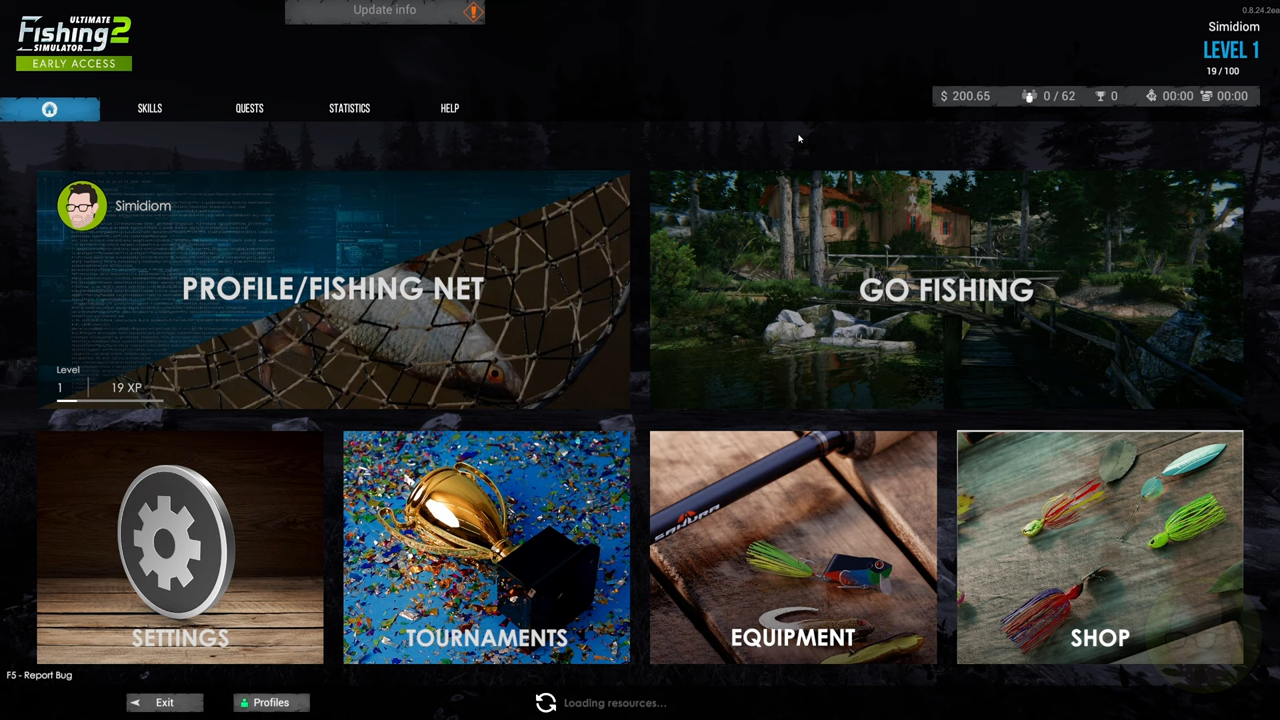 Update info
0.8.24.2ea
ULTIMATE
Fishing 2
SIMULATOR
EARLY ACCESS
Simidiom
LEVEL 1
19 / 100
SKILLS
QUESTS
STATISTICS
HELP
$ 200.65
0 / 62
0
00:00
00:00
Simidiom
PROFILE/FISHING NET
Level
1
19 XP
GO FISHING
SETTINGS
TOURNAMENTS
SAKURA
EQUIPMENT
SHOP
F5 - Report Bug
Exit
Profiles
Loading resources...